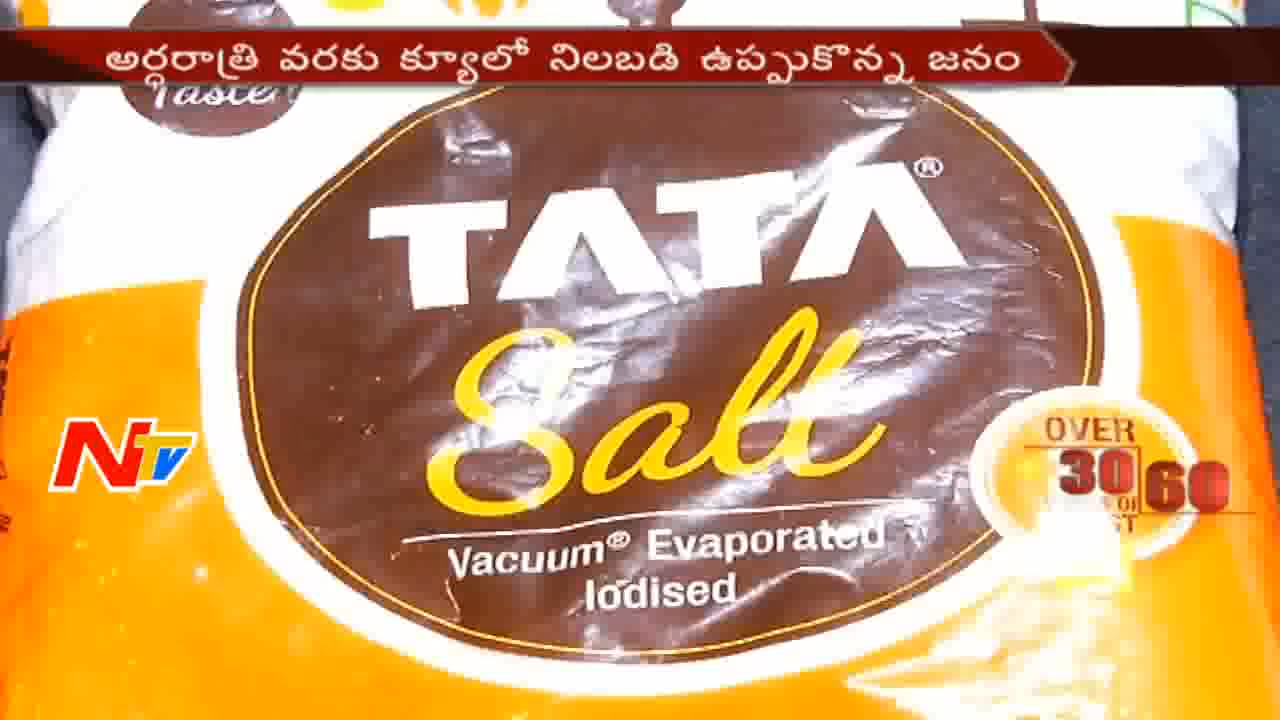 అర్ధరాత్రి వరకు క్యూలో నిలబడి ఉప్పుకొన్న జనం
Taste
TATA®
Salt
Vacuum® Evaporated
Iodised
NTV
OVER
30 60